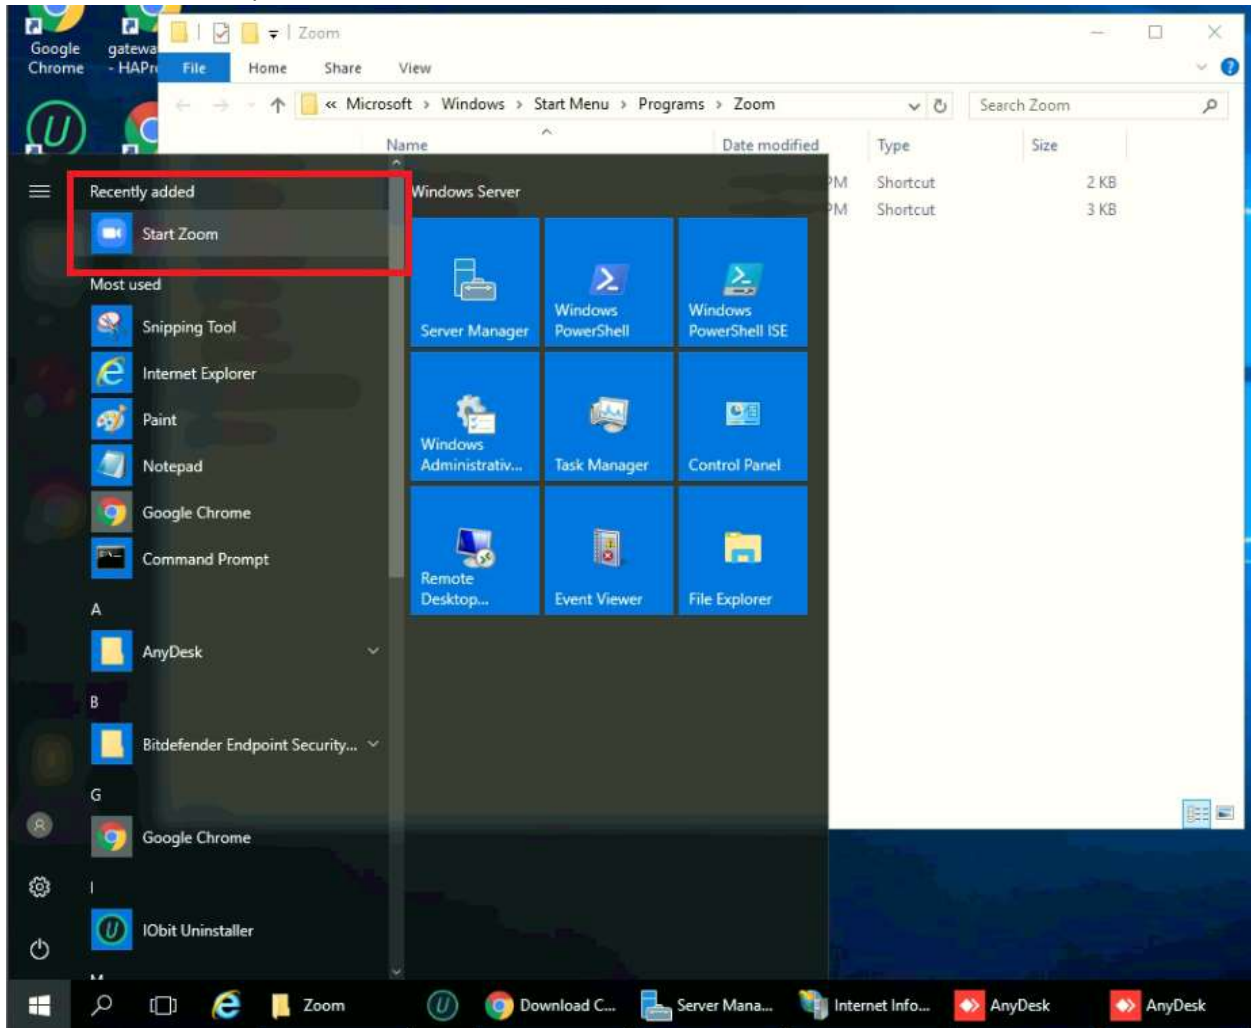 Google
Chrome
gatewa
- HAPr
Zoom
File Home Share View
« Microsoft > Windows > Start Menu > Programs > Zoom
Search Zoom
Name Date modified Type Size
PM Shortcut 2 KB
PM Shortcut 3 KB
Recently added
Start Zoom
Most used
Snipping Tool
Internet Explorer
Paint
Notepad
Google Chrome
Command Prompt
A
AnyDesk
B
Bitdefender Endpoint Security...
G
Google Chrome
I
IObit Uninstaller
Windows Server
Server Manager
Windows
PowerShell
Windows
PowerShell ISE
Windows
Administrativ...
Task Manager
Control Panel
Remote
Desktop...
Event Viewer
File Explorer
Zoom
Download C...
Server Mana...
Internet Info...
AnyDesk
AnyDesk